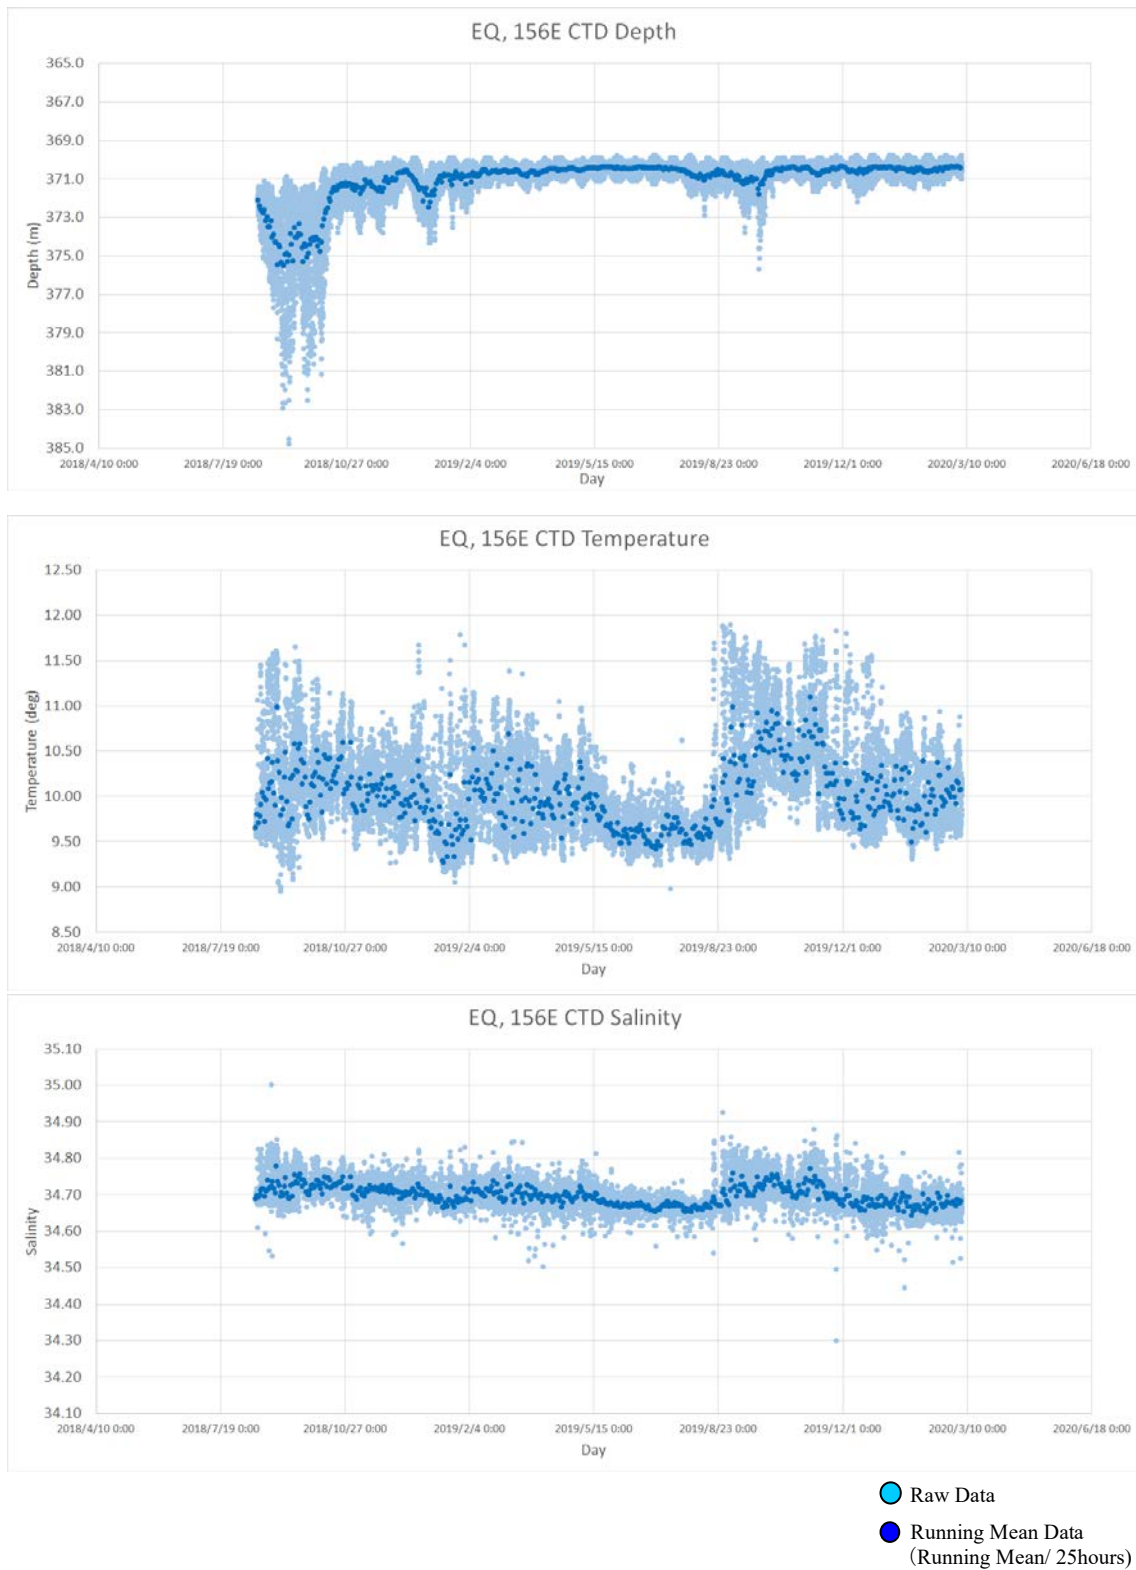 EQ, 156E CTD Depth
365.0
367.0
369.0
371.0
373.0
375.0
377.0
379.0
381.0
383.0
385.0
Depth (m)
2018/4/10 0:00 2018/7/19 0:00 2018/10/27 0:00 2019/2/4 0:00 2019/5/15 0:00 2019/8/23 0:00 2019/12/1 0:00 2020/3/10 0:00 2020/6/18 0:00
Day
EQ, 156E CTD Temperature
12.50
12.00
11.50
11.00
10.50
10.00
9.50
9.00
8.50
Temperature (deg)
2018/4/10 0:00 2018/7/19 0:00 2018/10/27 0:00 2019/2/4 0:00 2019/5/15 0:00 2019/8/23 0:00 2019/12/1 0:00 2020/3/10 0:00 2020/6/18 0:00
Day
EQ, 156E CTD Salinity
35.10
35.00
34.90
34.80
34.70
34.60
34.50
34.40
34.30
34.20
34.10
Salinity
2018/4/10 0:00 2018/7/19 0:00 2018/10/27 0:00 2019/2/4 0:00 2019/5/15 0:00 2019/8/23 0:00 2019/12/1 0:00 2020/3/10 0:00 2020/6/18 0:00
Day
Raw Data
Running Mean Data
(Running Mean/ 25hours)